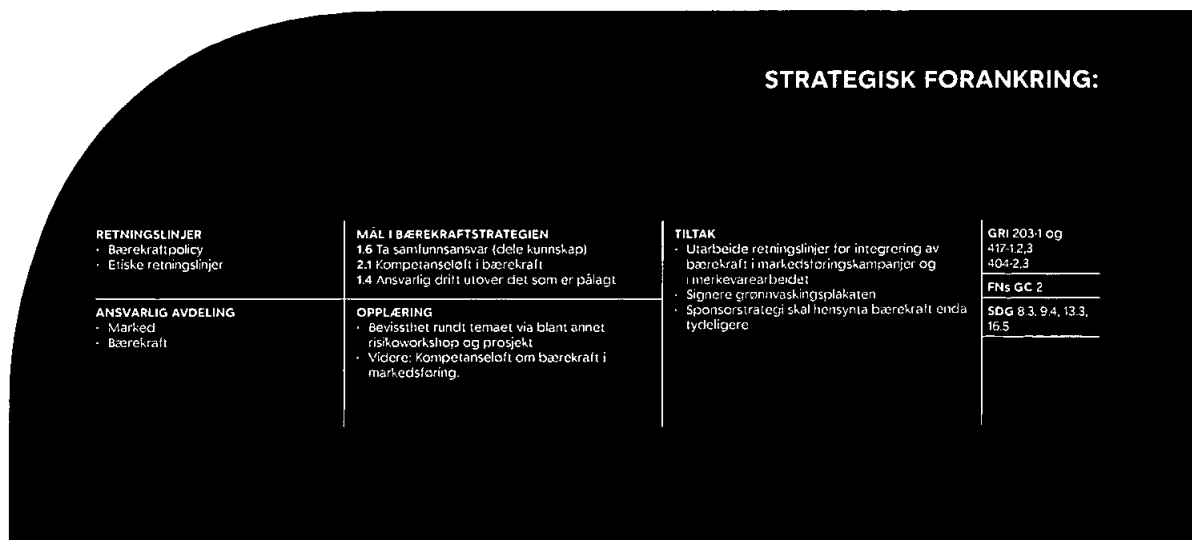 STRATEGISK FORANKRING:
RETNINGSLINJER
· Bærekraftpolicy
· Etiske retningslinjer
ANSVARLIG AVDELING
· Marked
· Bærekraft
MÅL I BÆREKRAFTSTRATEGIEN
1.6 Ta samfunnsansvar (dele kunnskap)
2.1 Kompetanseløft i bærekraft
1.4 Ansvarlig drift utover det som er pålagt
OPPLÆRING
· Bevissthet rundt temaet via blant annet
risikoworkshop og prosjekt
· Videre: Kompetanseløft om bærekraft i
markedsføring.
TILTAK
· Utarbeide retningslinjer for integrering av
bærekraft i markedsføringskampanjer og
i merkevarearbeidet
· Signere grønnvaskingsplakaten
· Sponsorstrategi skal hensynta bærekraft enda
tydeligere
GRI 203-1 og
417-1,2,3
404-2,3
FNs GC 2
SDG 8.3, 9.4, 13.3,
16.5